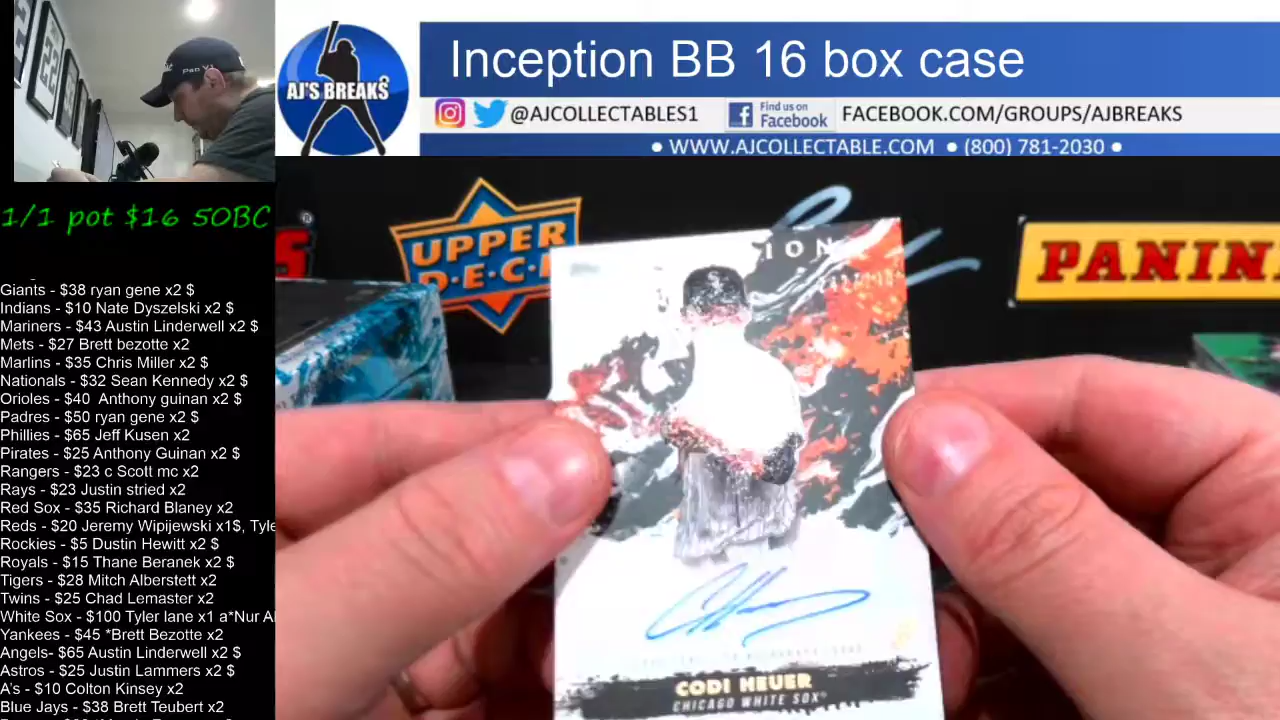 Inception BB 16 box case
AJ'S BREAKS
@AJCOLLECTABLES1
Find us on
Facebook
FACEBOOK.COM/GROUPS/AJBREAKS
• WWW.AJCOLLECTABLE.COM • (800) 781-2030 •
1/1 pot $16 50BC
Giants - $38 ryan gene x2 $
Indians - $10 Nate Dyszelski x2 $
Mariners - $43 Austin Linderwell x2 $
Mets - $27 Brett bezotte x2
Marlins - $35 Chris Miller x2 $
Nationals - $32 Sean Kennedy x2 $
Orioles - $40 Anthony guinan x2 $
Padres - $50 ryan gene x2 $
Phillies - $65 Jeff Kusen x2
Pirates - $25 Anthony Guinan x2 $
Rangers - $23 c Scott mc x2
Rays - $23 Justin stried x2
Red Sox - $35 Richard Blaney x2
Reds - $20 Jeremy Wipijewski x1$, Tyle
Rockies - $5 Dustin Hewitt x2 $
Royals - $15 Thane Beranek x2 $
Tigers - $28 Mitch Alberstett x2
Twins - $25 Chad Lemaster x2
White Sox - $100 Tyler lane x1 a*Nur Al
Yankees - $45 *Brett Bezotte x2
Angels- $65 Austin Linderwell x2 $
Astros - $25 Justin Lammers x2 $
A's - $10 Colton Kinsey x2
Blue Jays - $38 Brett Teubert x2
UPPER
D·E·C·
PANIN
ION
CODI HEUER
CHICAGO WHITE SOX